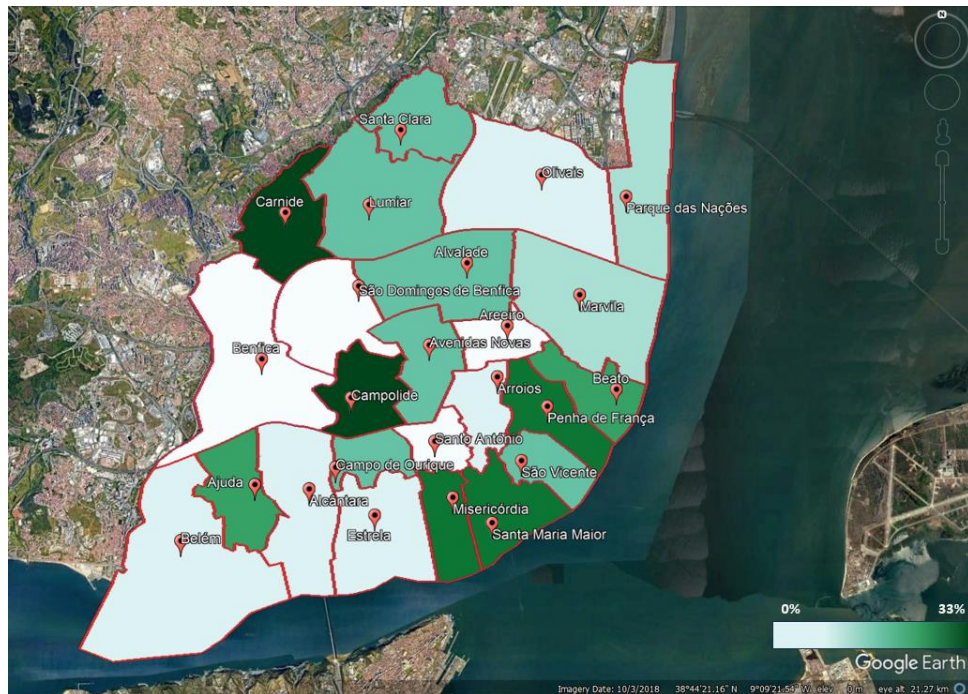 N
Santa Clara
Olivais
Carnide
Lumiar
Parque das Nações
Alvalade
São Domingos de Benfica
Marvila
Areeiro
Benfica
Avenidas Novas
Arroios
Beato
Campolide
Penha de França
Santo António
Campo de Ourique
São Vicente
Ajuda
Alcântara
Misericórdia
Estrela
Santa Maria Maior
Belém
0% 33%
Google Earth
Imagery Date: 10/3/2018 38°44'21.16" N 9°09'21.54" W elev 0 m eye alt 21.27 km